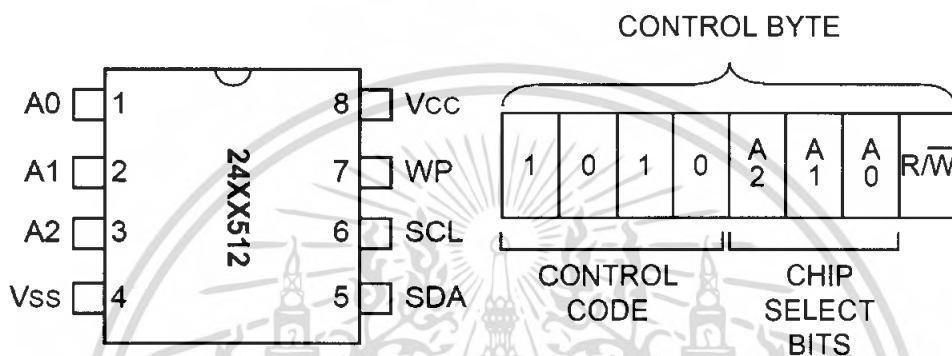 CONTROL BYTE
A0 1 8 VCC
A1 2 7 WP
A2 3 6 SCL
VSS 4 5 SDA
24XX512
1 0 1 0 A2 A1 A0 R/W̅
CONTROL CODE
CHIP SELECT BITS